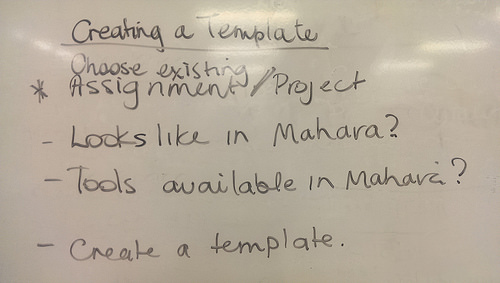 Creating a Template
Choose existing
* Assignment / Project
- Looks like in Mahara?
- Tools available in Mahara?
- Create a template.